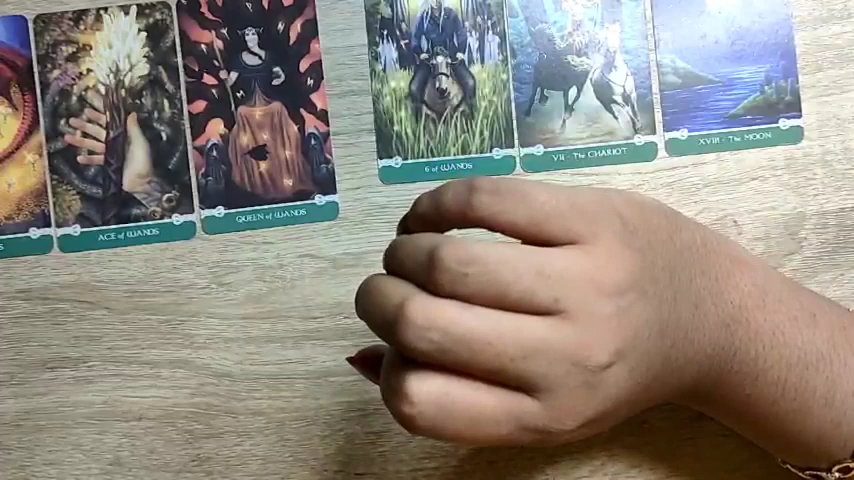 ACE OF WANDS
QUEEN OF WANDS
6 OF WANDS
VII THE CHARIOT
XVIII THE MOON